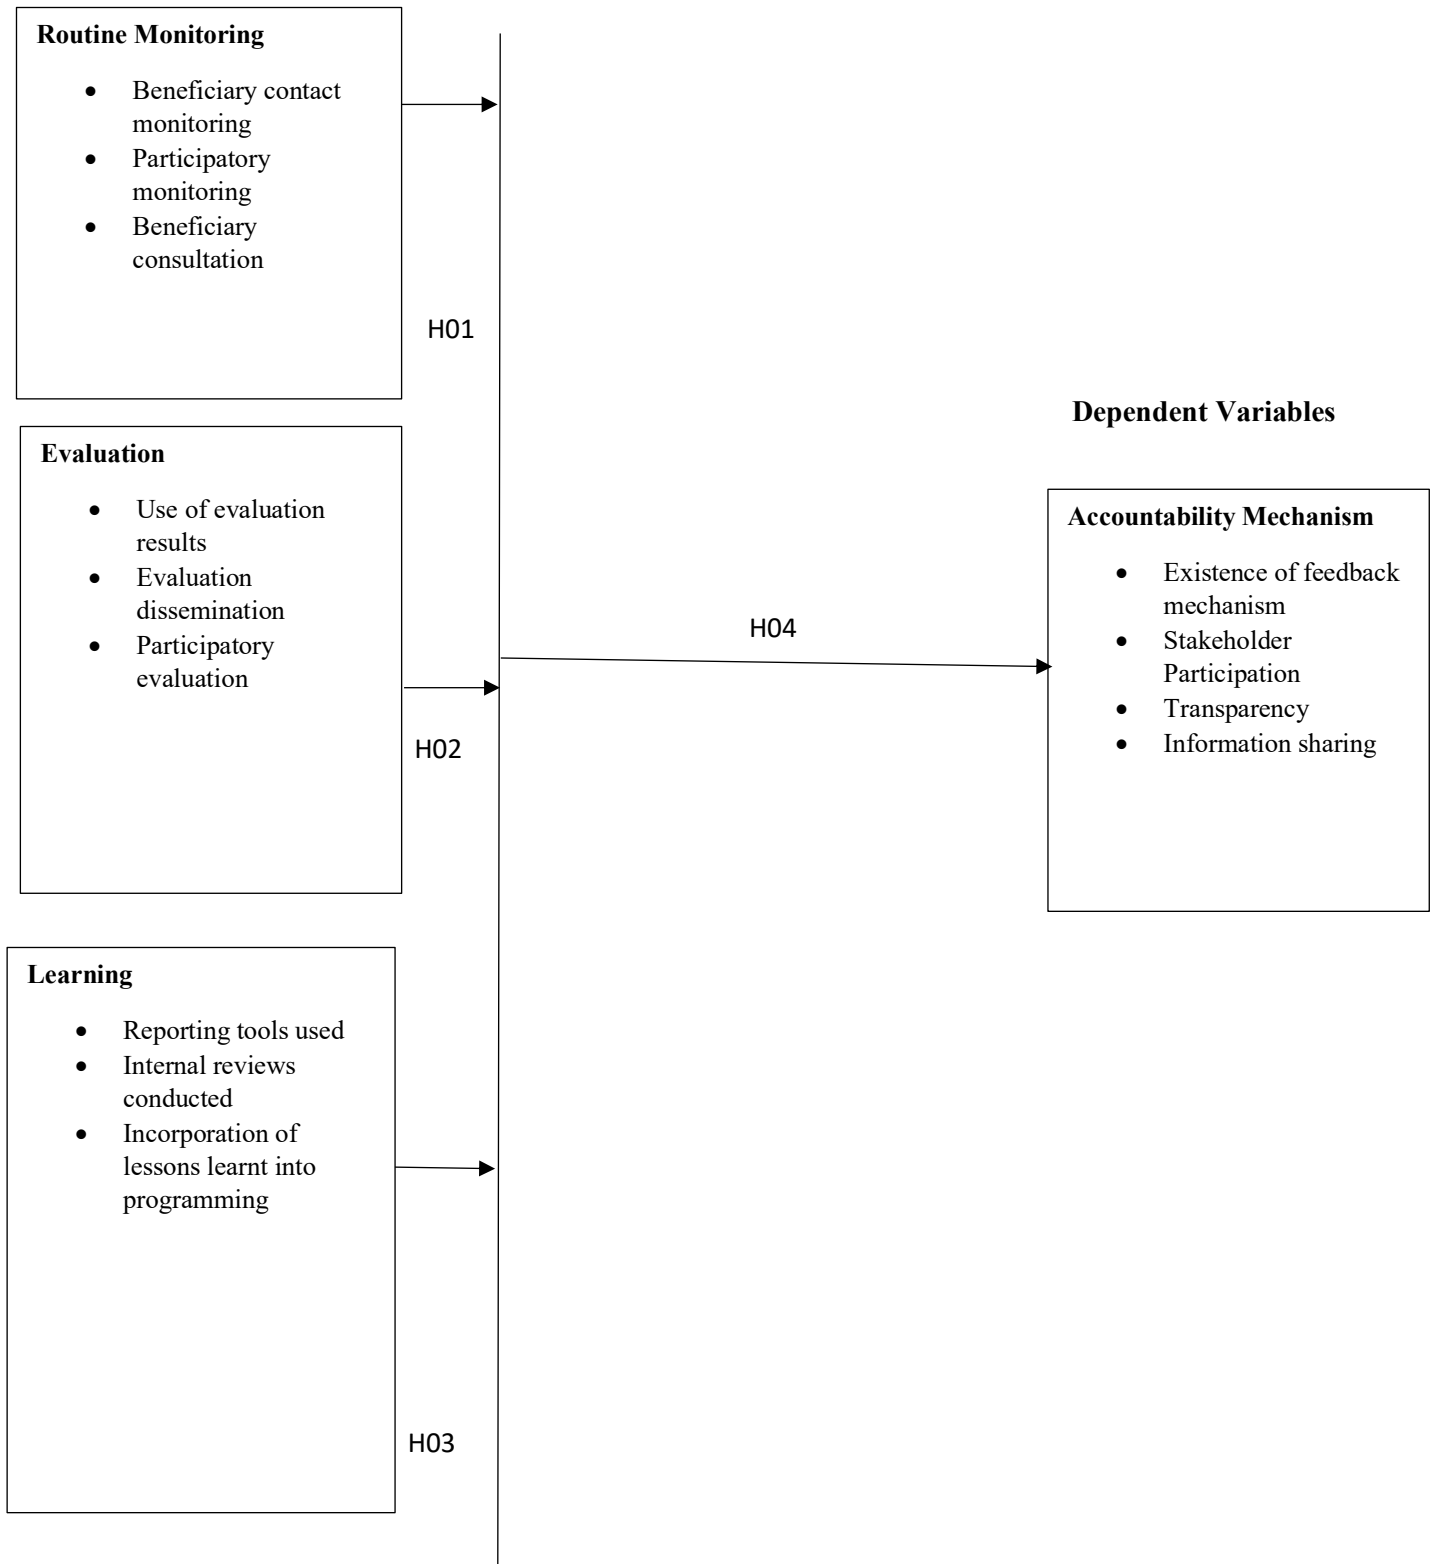 Routine Monitoring
• Beneficiary contact
monitoring
• Participatory
monitoring
• Beneficiary
consultation
H01
Evaluation
• Use of evaluation
results
• Evaluation
dissemination
• Participatory
evaluation
H02
Learning
• Reporting tools used
• Internal reviews
conducted
• Incorporation of
lessons learnt into
programming
H03
H04
Dependent Variables
Accountability Mechanism
• Existence of feedback
mechanism
• Stakeholder
Participation
• Transparency
• Information sharing